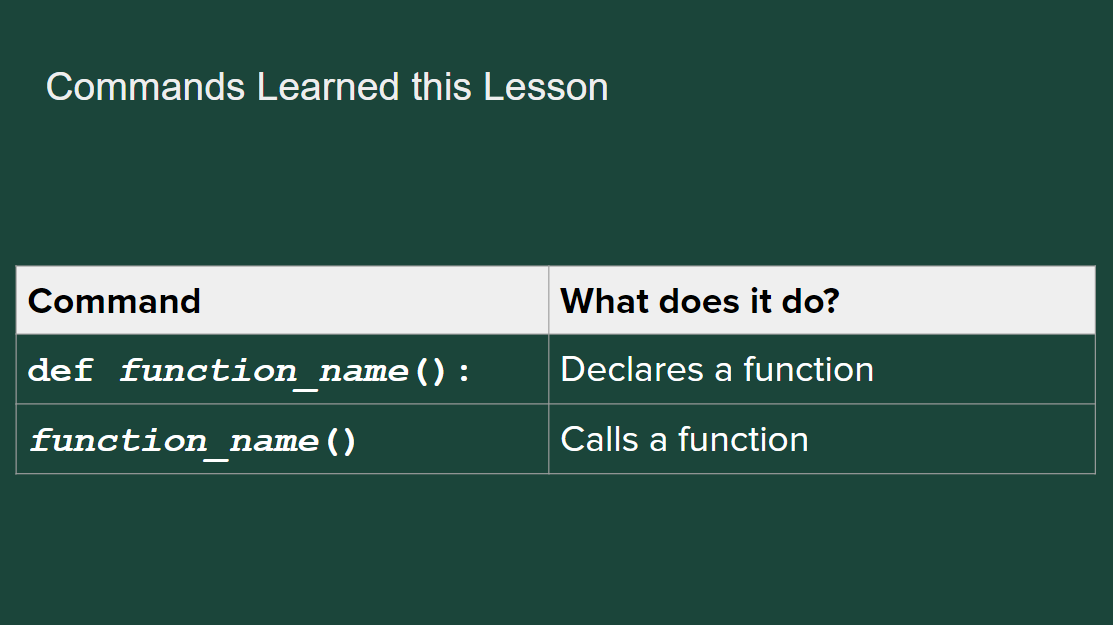 Commands Learned this Lesson
Command What does it do?
def function_name(): Declares a function
function_name() Calls a function